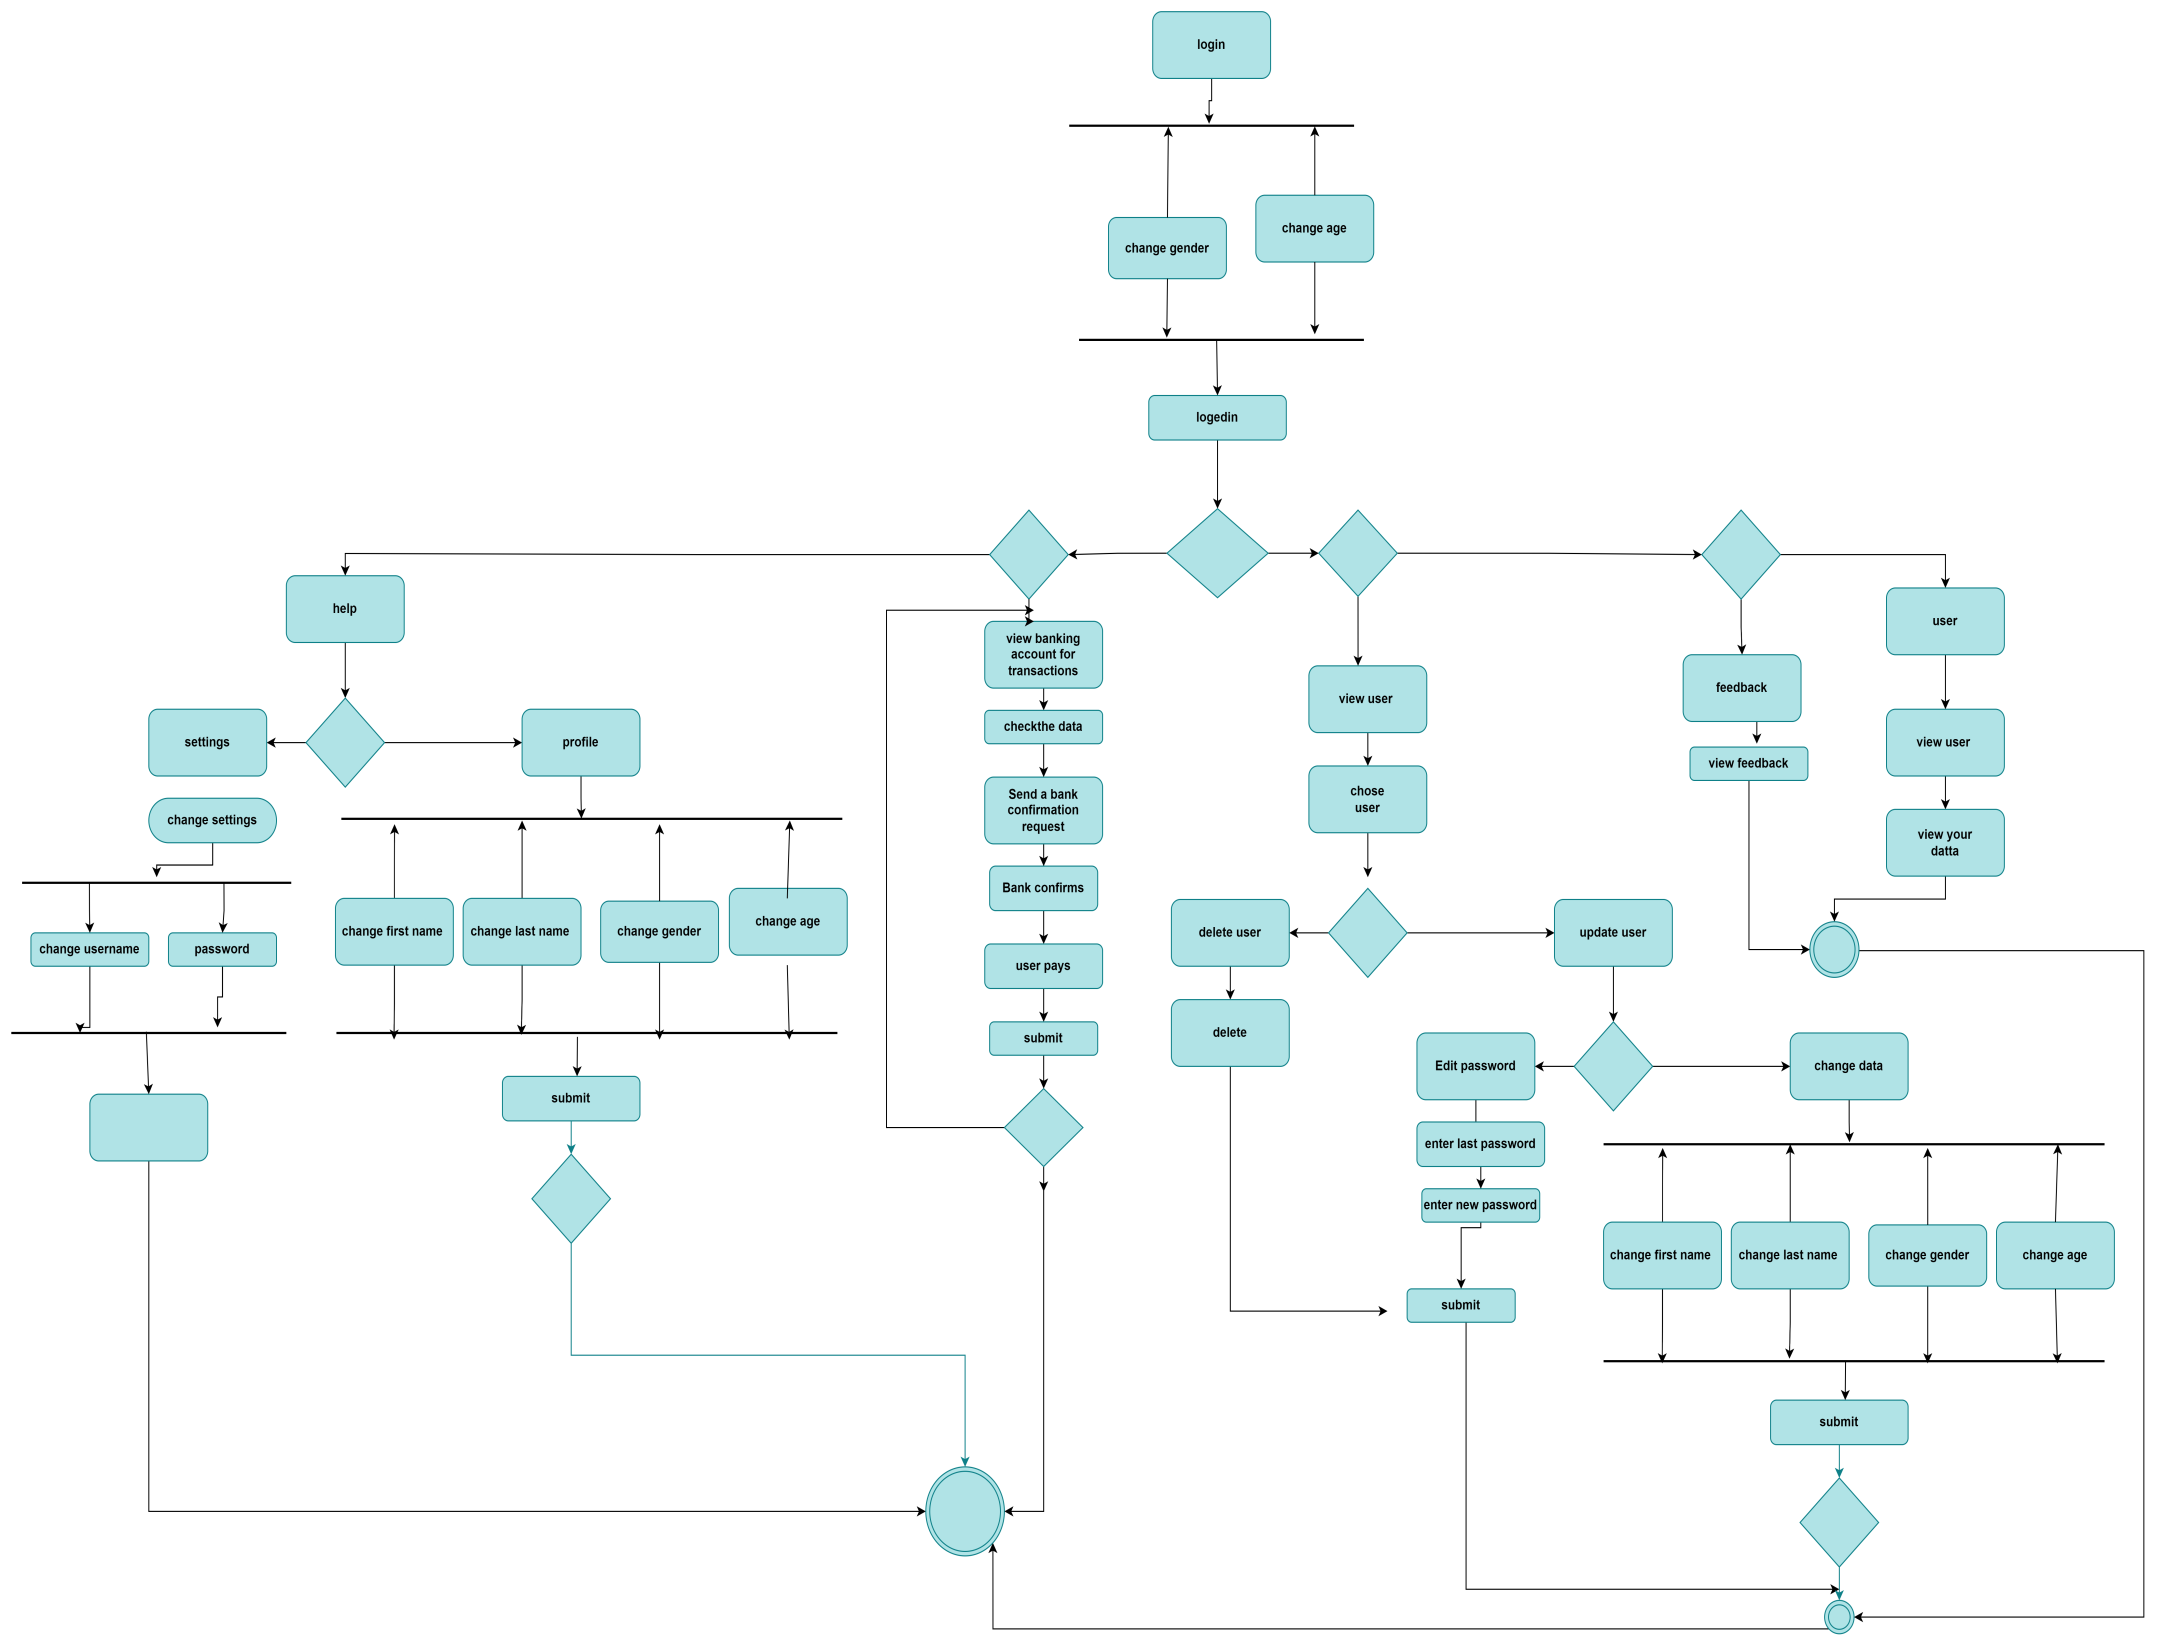 login
change gender
change age
logedin
help
settings
profile
change settings
change username
password
change first name
change last name
change gender
change age
submit
view banking
account for
transactions
checkthe data
Send a bank
confirmation
request
Bank confirms
user pays
submit
view user
chose
user
delete user
update user
delete
Edit password
change data
enter last password
enter new password
submit
change first name
change last name
change gender
change age
submit
feedback
view feedback
user
view user
view your
datta